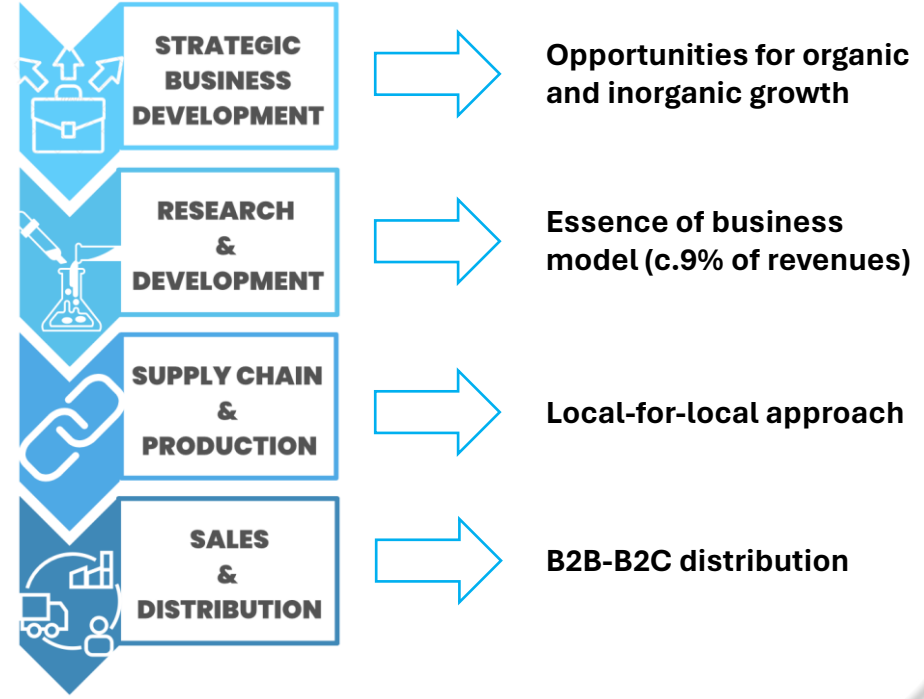 STRATEGIC
BUSINESS
DEVELOPMENT
Opportunities for organic
and inorganic growth
RESEARCH
&
DEVELOPMENT
Essence of business
model (c.9% of revenues)
SUPPLY CHAIN
&
PRODUCTION
Local-for-local approach
SALES
&
DISTRIBUTION
B2B-B2C distribution